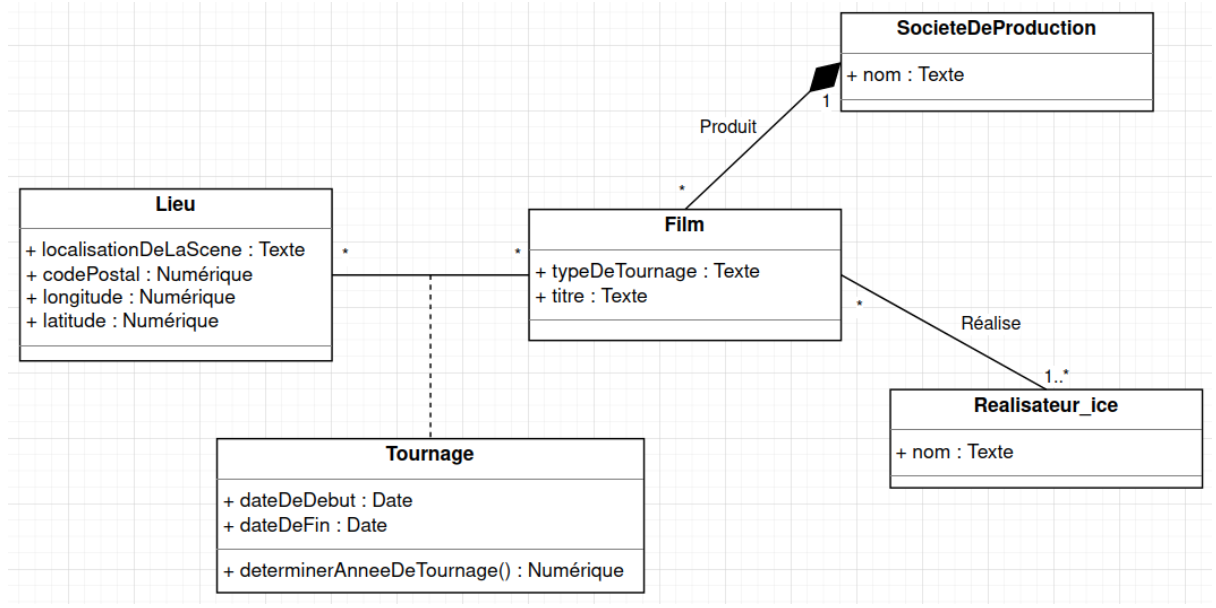 SocieteDeProduction
+ nom : Texte
1
Produit
*
Lieu
+ localisationDeLaScene : Texte
+ codePostal : Numérique
+ longitude : Numérique
+ latitude : Numérique
*
*
Film
+ typeDeTournage : Texte
+ titre : Texte
*
Réalise
1..*
Realisateur_ice
+ nom : Texte
Tournage
+ dateDeDebut : Date
+ dateDeFin : Date
+ determinerAnneeDeTournage() : Numérique